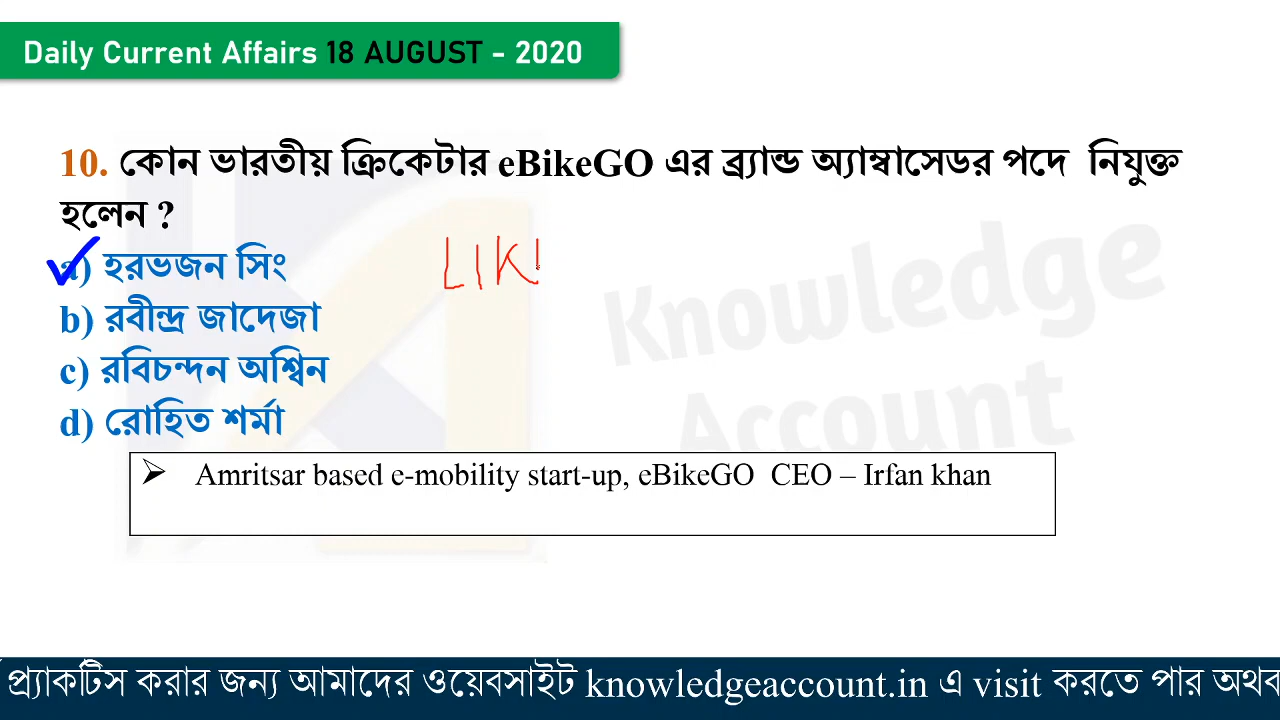 Daily Current Affairs 18 AUGUST - 2020
10. কোন ভারতীয় ক্রিকেটার eBikeGO এর ব্র্যান্ড অ্যাম্বাসেডর পদে নিযুক্ত
হলেন ?
a) হরভজন সিং
LIK
b) রবীন্দ্র জাদেজা
Knowledge
c) রবিচন্দন অশ্বিন
Account
d) রোহিত শর্মা
➢ Amritsar based e-mobility start-up, eBikeGO CEO – Irfan khan
প্র্যাকটিস করার জন্য আমাদের ওয়েবসাইট knowledgeaccount.in এ visit করতে পার অথব